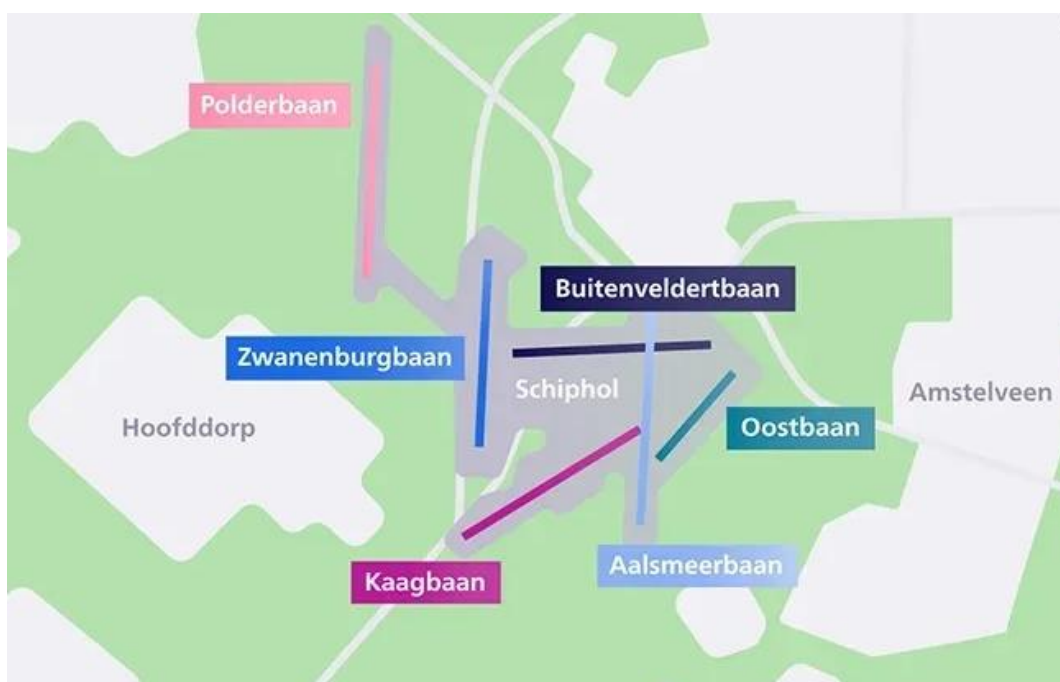 Polderbaan
Buitenveldertbaan
Zwanenburgbaan
Schiphol
Amstelveen
Hoofddorp
Oostbaan
Aalsmeerbaan
Kaagbaan